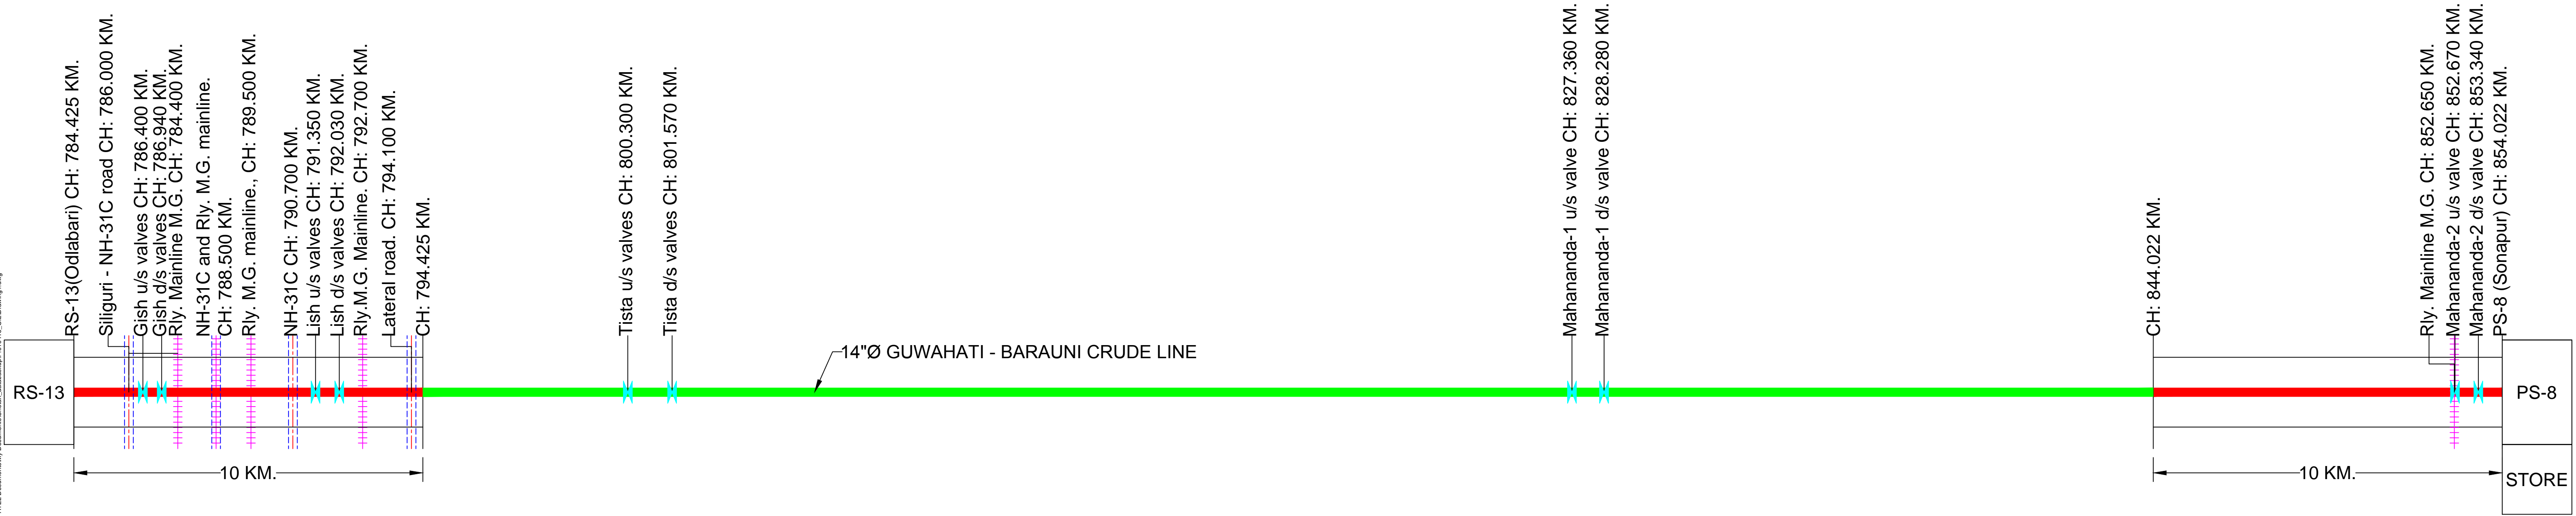 RS-13(Odlabari) CH: 784.425 KM.
Siliguri - NH-31C road CH: 786.000 KM.
Gish u/s valves CH: 786.400 KM.
Gish d/s valves CH: 786.940 KM.
Rly. Mainline M.G. CH: 784.400 KM.
NH-31C and Rly. M.G. mainline.
CH: 788.500 KM.
Rly. M.G. mainline., CH: 789.500 KM.
NH-31C CH: 790.700 KM.
Lish u/s valves CH: 791.350 KM.
Lish d/s valves CH: 792.030 KM.
Rly.M.G. Mainline. CH: 792.700 KM.
Lateral road. CH: 794.100 KM.
CH: 794.425 KM.
Tista u/s valves CH: 800.300 KM.
Tista d/s valves CH: 801.570 KM.
Mahananda-1 u/s valve CH: 827.360 KM.
Mahananda-1 d/s valve CH: 828.280 KM.
CH: 844.022 KM.
Rly. Mainline M.G. CH: 852.650 KM.
Mahananda-2 u/s valve CH: 852.670 KM.
Mahananda-2 d/s valve CH: 853.340 KM.
PS-8 (Sonapur) CH: 854.022 KM.
14"Ø GUWAHATI - BARAUNI CRUDE LINE
RS-13
PS-8
10 KM.
10 KM.
STORE